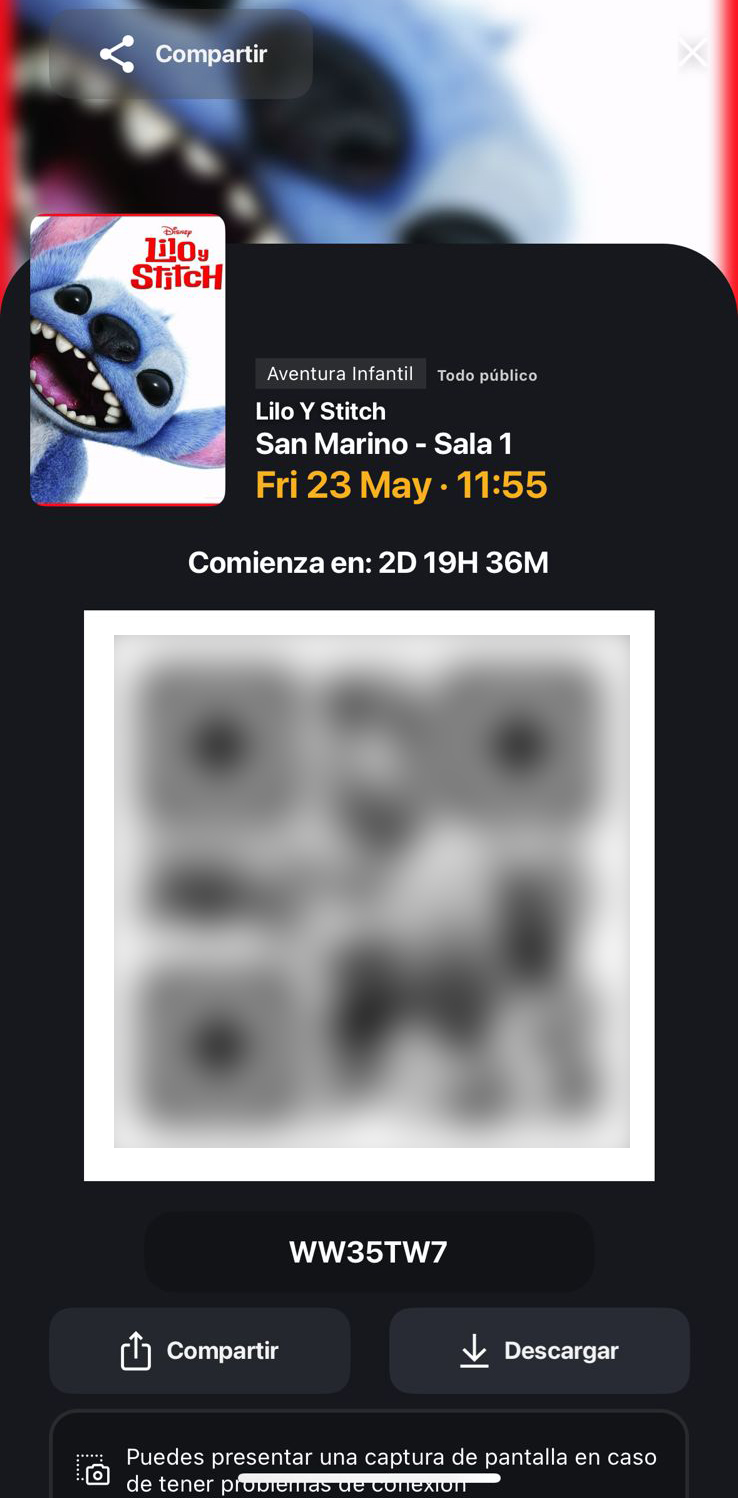 Compartir
Disney
Lilo y
Stitch
Aventura Infantil Todo público
Lilo Y Stitch
San Marino - Sala 1
Fri 23 May · 11:55
Comienza en: 2D 19H 36M
WW35TW7
Compartir
Descargar
Puedes presentar una captura de pantalla en caso
de tener problemas de conexión